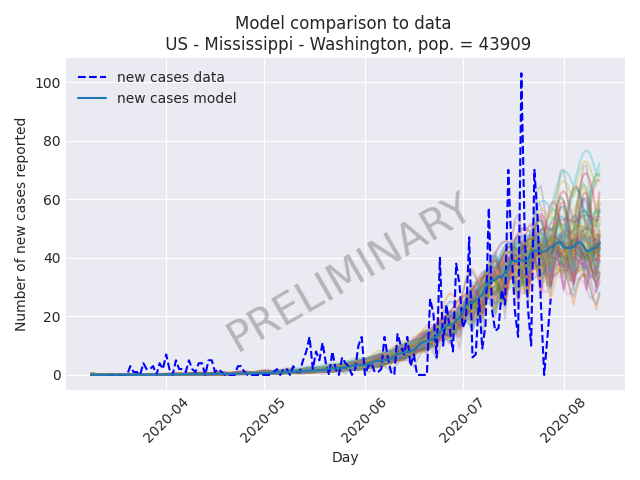 Model comparison to data
US - Mississippi - Washington, pop. = 43909
new cases data
new cases model
PRELIMINARY
Number of new cases reported
100
80
60
40
20
0
2020-04
2020-05
2020-06
2020-07
2020-08
Day